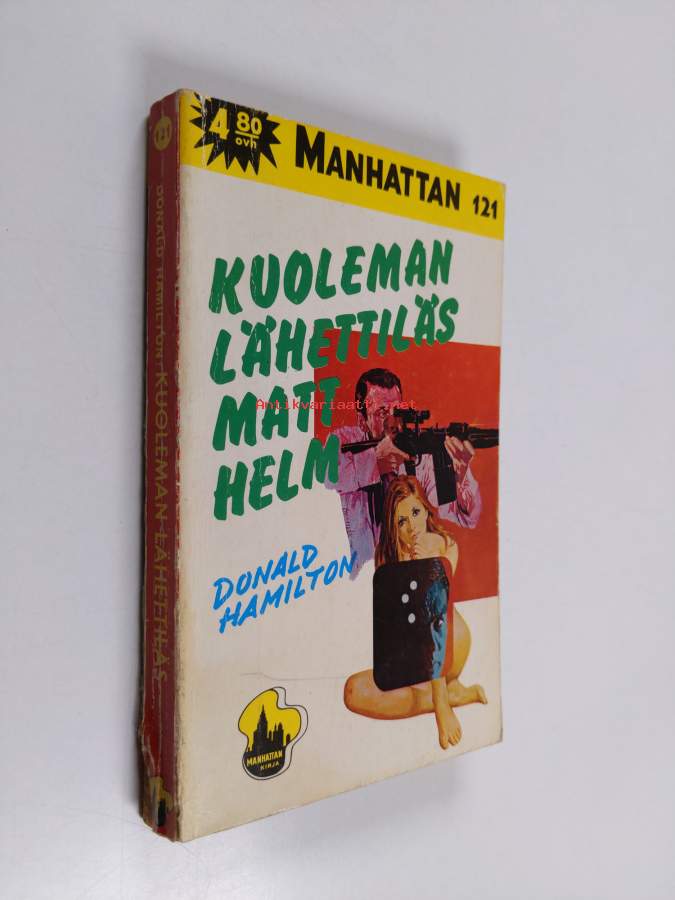 4 80
ovh
MANHATTAN 121
KUOLEMAN
LÄHETTILÄS
MATT
HELM
DONALD
HAMILTON
MANHATTAN
KIRJA
121
DONALD HAMILTON KUOLEMAN LÄHETTILÄS
Antikvariaatti.net